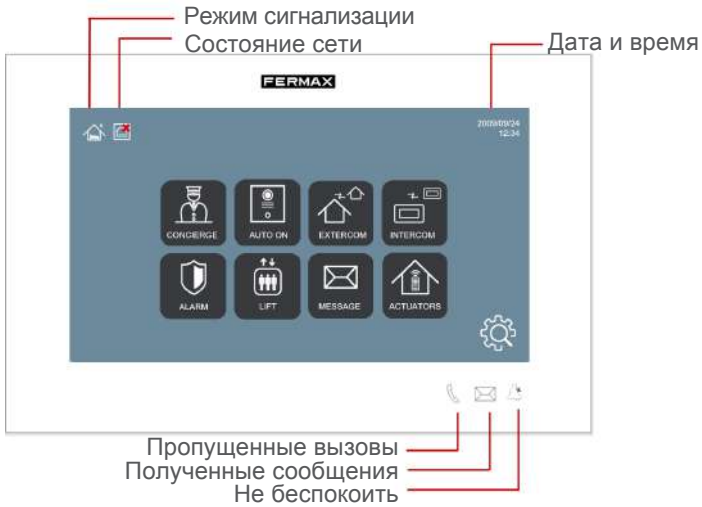 Режим сигнализации
Состояние сети
Дата и время
FERMAX
2009/09/24
12:34
CONCIERGE
AUTO ON
EXTERCOM
INTERCOM
ALARM
LIFT
MESSAGE
ACTUATORS
Пропущенные вызовы
Полученные сообщения
Не беспокоить